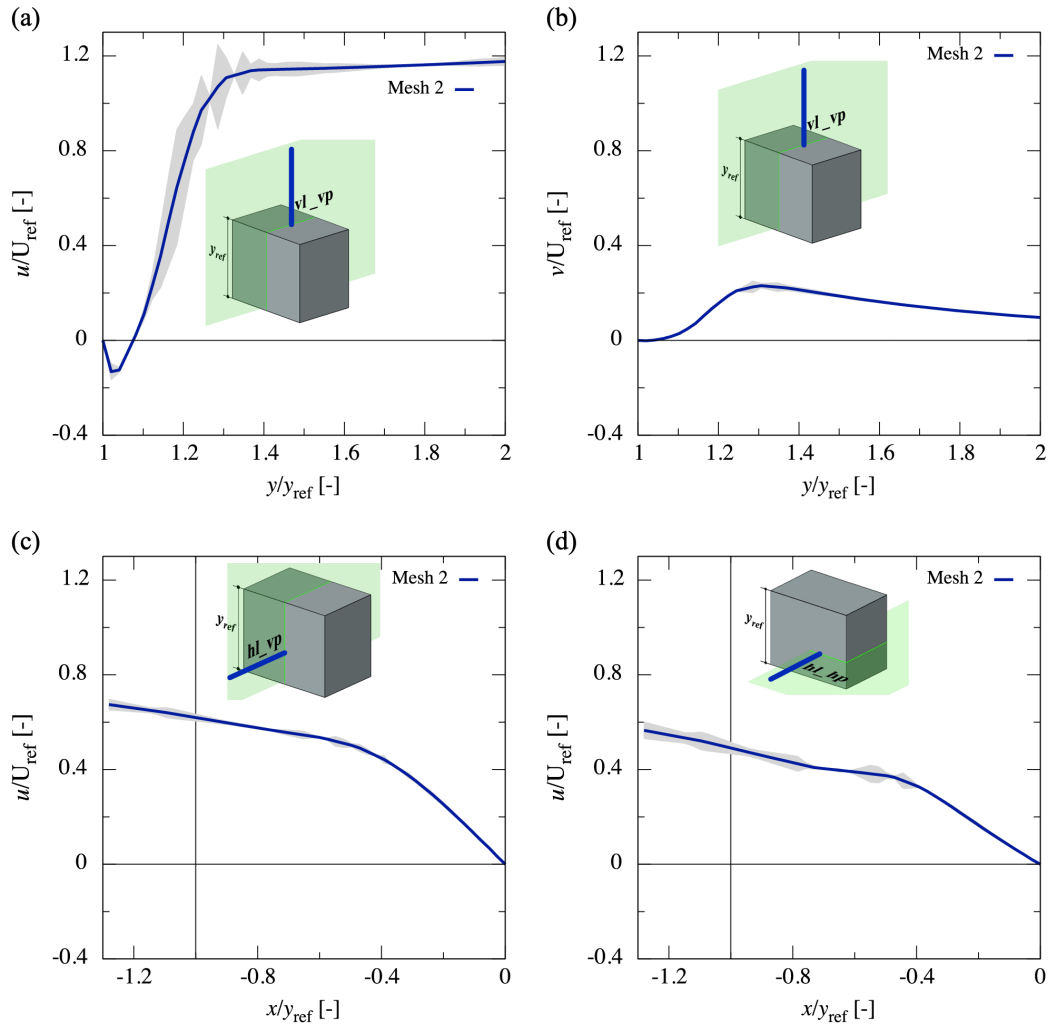 (a)
1.2
0.8
0.4
0
-0.4
u/U_ref [-]
Mesh 2
vl_vp
y_ref
1 1.2 1.4 1.6 1.8 2
y/y_ref [-]
(b)
1.2
0.8
0.4
0
-0.4
v/U_ref [-]
Mesh 2
vl_vp
y_ref
1 1.2 1.4 1.6 1.8 2
y/y_ref [-]
(c)
1.2
0.8
0.4
0
-0.4
u/U_ref [-]
Mesh 2
y_ref
hl_vp
-1.2 -0.8 -0.4 0
x/y_ref [-]
(d)
1.2
0.8
0.4
0
-0.4
u/U_ref [-]
Mesh 2
y_ref
hl_hp
-1.2 -0.8 -0.4 0
x/y_ref [-]